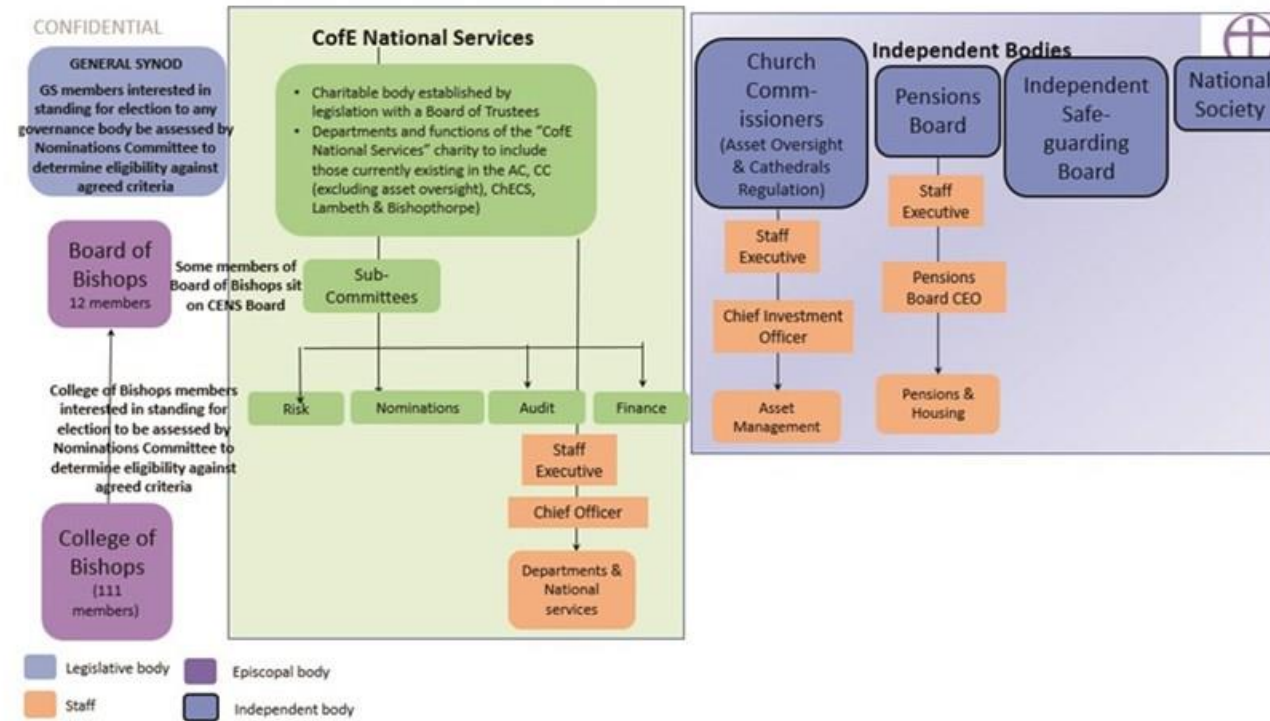 CONFIDENTIAL
GENERAL SYNOD
GS members interested in
standing for election to any
governance body be assessed by
Nominations Committee to
determine eligibility against
agreed criteria
Board of
Bishops
12 members
Some members of
Board of Bishops sit
on CENS Board
College of Bishops members
interested in standing for
election to be assessed by
Nominations Committee to
determine eligibility against
agreed criteria
College of
Bishops
(111
members)
CofE National Services
• Charitable body established by
legislation with a Board of Trustees
• Departments and functions of the "CofE
National Services" charity to include
those currently existing in the AC, CC
(excluding asset oversight), ChECS,
Lambeth & Bishopthorpe)
Sub-
Committees
Risk
Nominations
Audit
Finance
Staff
Executive
Chief Officer
Departments &
National
services
Independent Bodies
Church
Comm-
issioners
(Asset Oversight
& Cathedrals
Regulation)
Staff
Executive
Chief Investment
Officer
Asset
Management
Pensions
Board
Staff
Executive
Pensions
Board CEO
Pensions &
Housing
Independent
Safe-
guarding
Board
National
Society
Legislative body
Episcopal body
Staff
Independent body